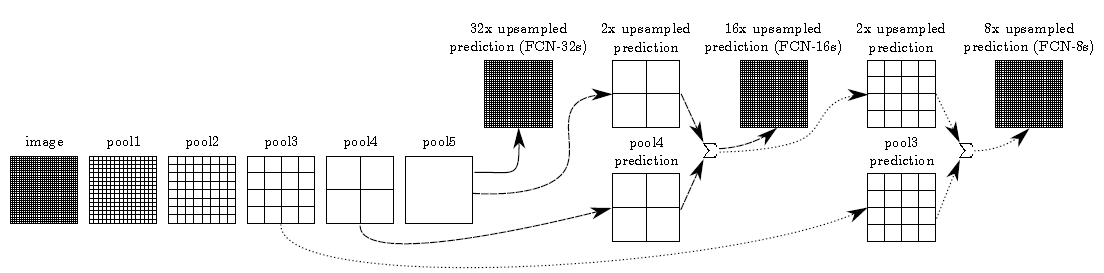 32x upsampled
prediction (FCN-32s)
2x upsampled
prediction
16x upsampled
prediction (FCN-16s)
2x upsampled
prediction
8x upsampled
prediction (FCN-8s)
image
pool1
pool2
pool3
pool4
pool5
pool4
prediction
∑
pool3
prediction
∑